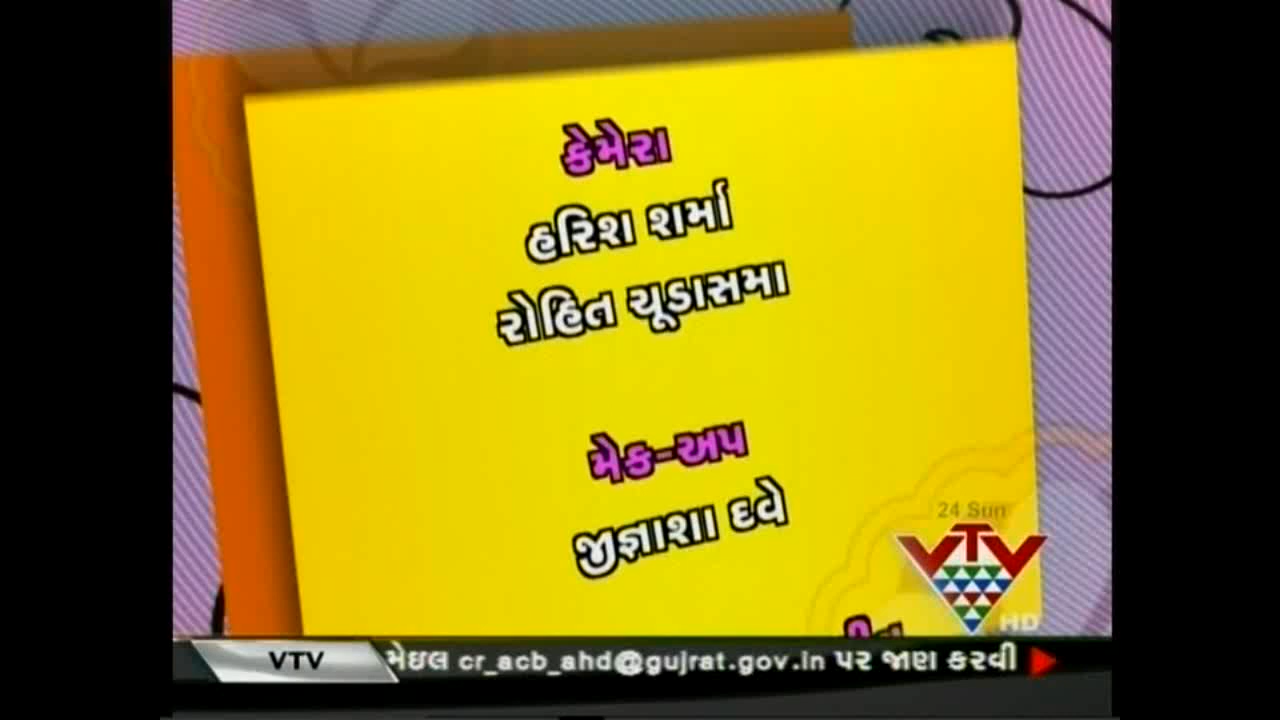 કેમેરા
હરિશ શર્મા
રોહિત ચૂડાસમા
મેક-અપ
જીજ્ઞાશા દવે
24 Sun
VTV
HD
VTV
મેઇલ cr_acb_ahd@gujrat.gov.in પર જાણ કરવી